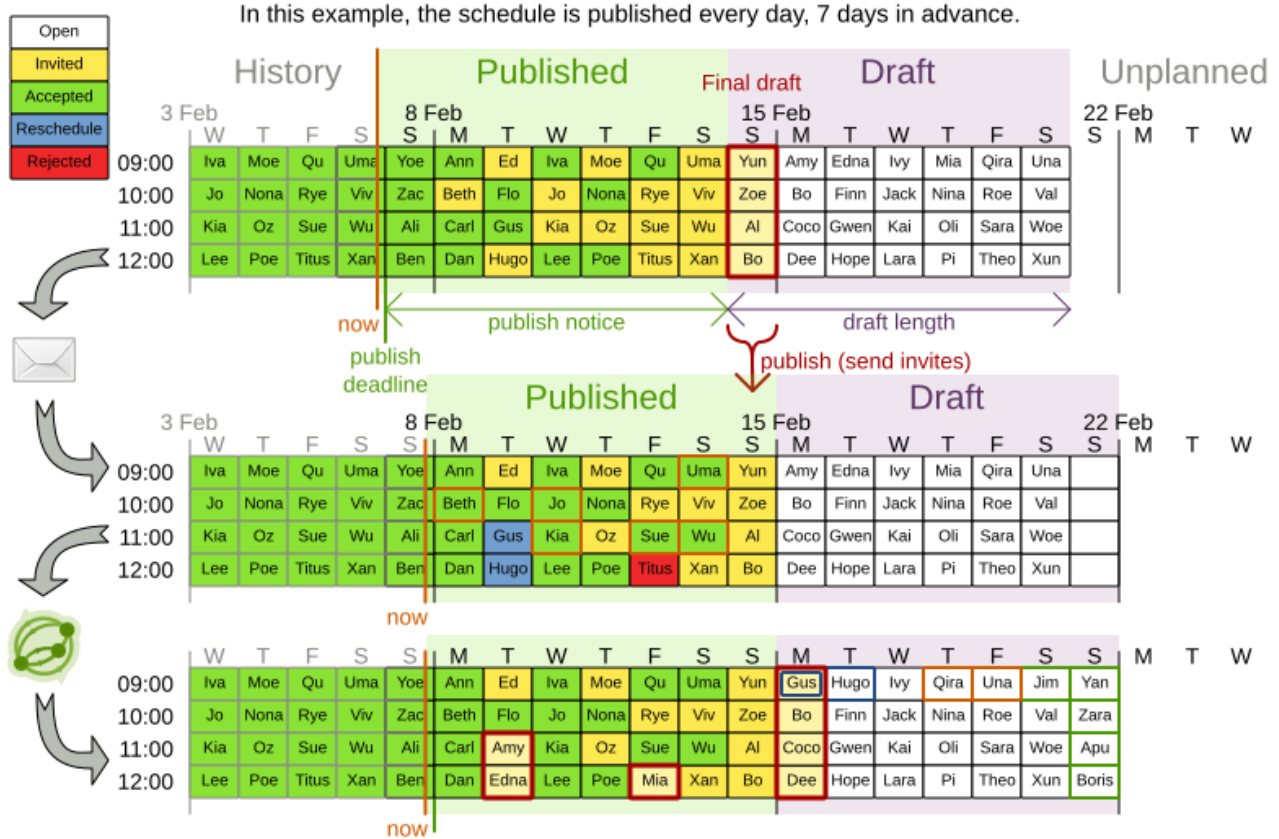 In this example, the schedule is published every day, 7 days in advance.
Open
Invited
Accepted
Reschedule
Rejected
History Published Draft Unplanned
Final draft
3 Feb 8 Feb 15 Feb 22 Feb
W T F S S M T W T F S S M T W T F S S M T W
09:00 Iva Moe Qu Uma Yoe Ann Ed Iva Moe Qu Uma Yun Amy Edna Ivy Mia Qira Una
10:00 Jo Nona Rye Viv Zac Beth Flo Jo Nona Rye Viv Zoe Bo Finn Jack Nina Roe Val
11:00 Kia Oz Sue Wu Ali Carl Gus Kia Oz Sue Wu Al Coco Gwen Kai Oli Sara Woe
12:00 Lee Poe Titus Xan Ben Dan Hugo Lee Poe Titus Xan Bo Dee Hope Lara Pi Theo Xun
now publish notice draft length
publish deadline
publish (send invites)
Published Draft
3 Feb 8 Feb 15 Feb 22 Feb
W T F S S M T W T F S S M T W T F S S M T W
09:00 Iva Moe Qu Uma Yoe Ann Ed Iva Moe Qu Uma Yun Amy Edna Ivy Mia Qira Una
10:00 Jo Nona Rye Viv Zac Beth Flo Jo Nona Rye Viv Zoe Bo Finn Jack Nina Roe Val
11:00 Kia Oz Sue Wu Ali Carl Gus Kia Oz Sue Wu Al Coco Gwen Kai Oli Sara Woe
12:00 Lee Poe Titus Xan Ben Dan Hugo Lee Poe Titus Xan Bo Dee Hope Lara Pi Theo Xun
now
W T F S S M T W T F S S M T W T F S S M T W
09:00 Iva Moe Qu Uma Yoe Ann Ed Iva Moe Qu Uma Yun Gus Hugo Ivy Qira Una Jim Yan
10:00 Jo Nona Rye Viv Zac Beth Flo Jo Nona Rye Viv Zoe Bo Finn Jack Nina Roe Val Zara
11:00 Kia Oz Sue Wu Ali Carl Amy Kia Oz Sue Wu Al Coco Gwen Kai Oli Sara Woe Apu
12:00 Lee Poe Titus Xan Ben Dan Edna Lee Poe Mia Xan Bo Dee Hope Lara Pi Theo Xun Boris
now